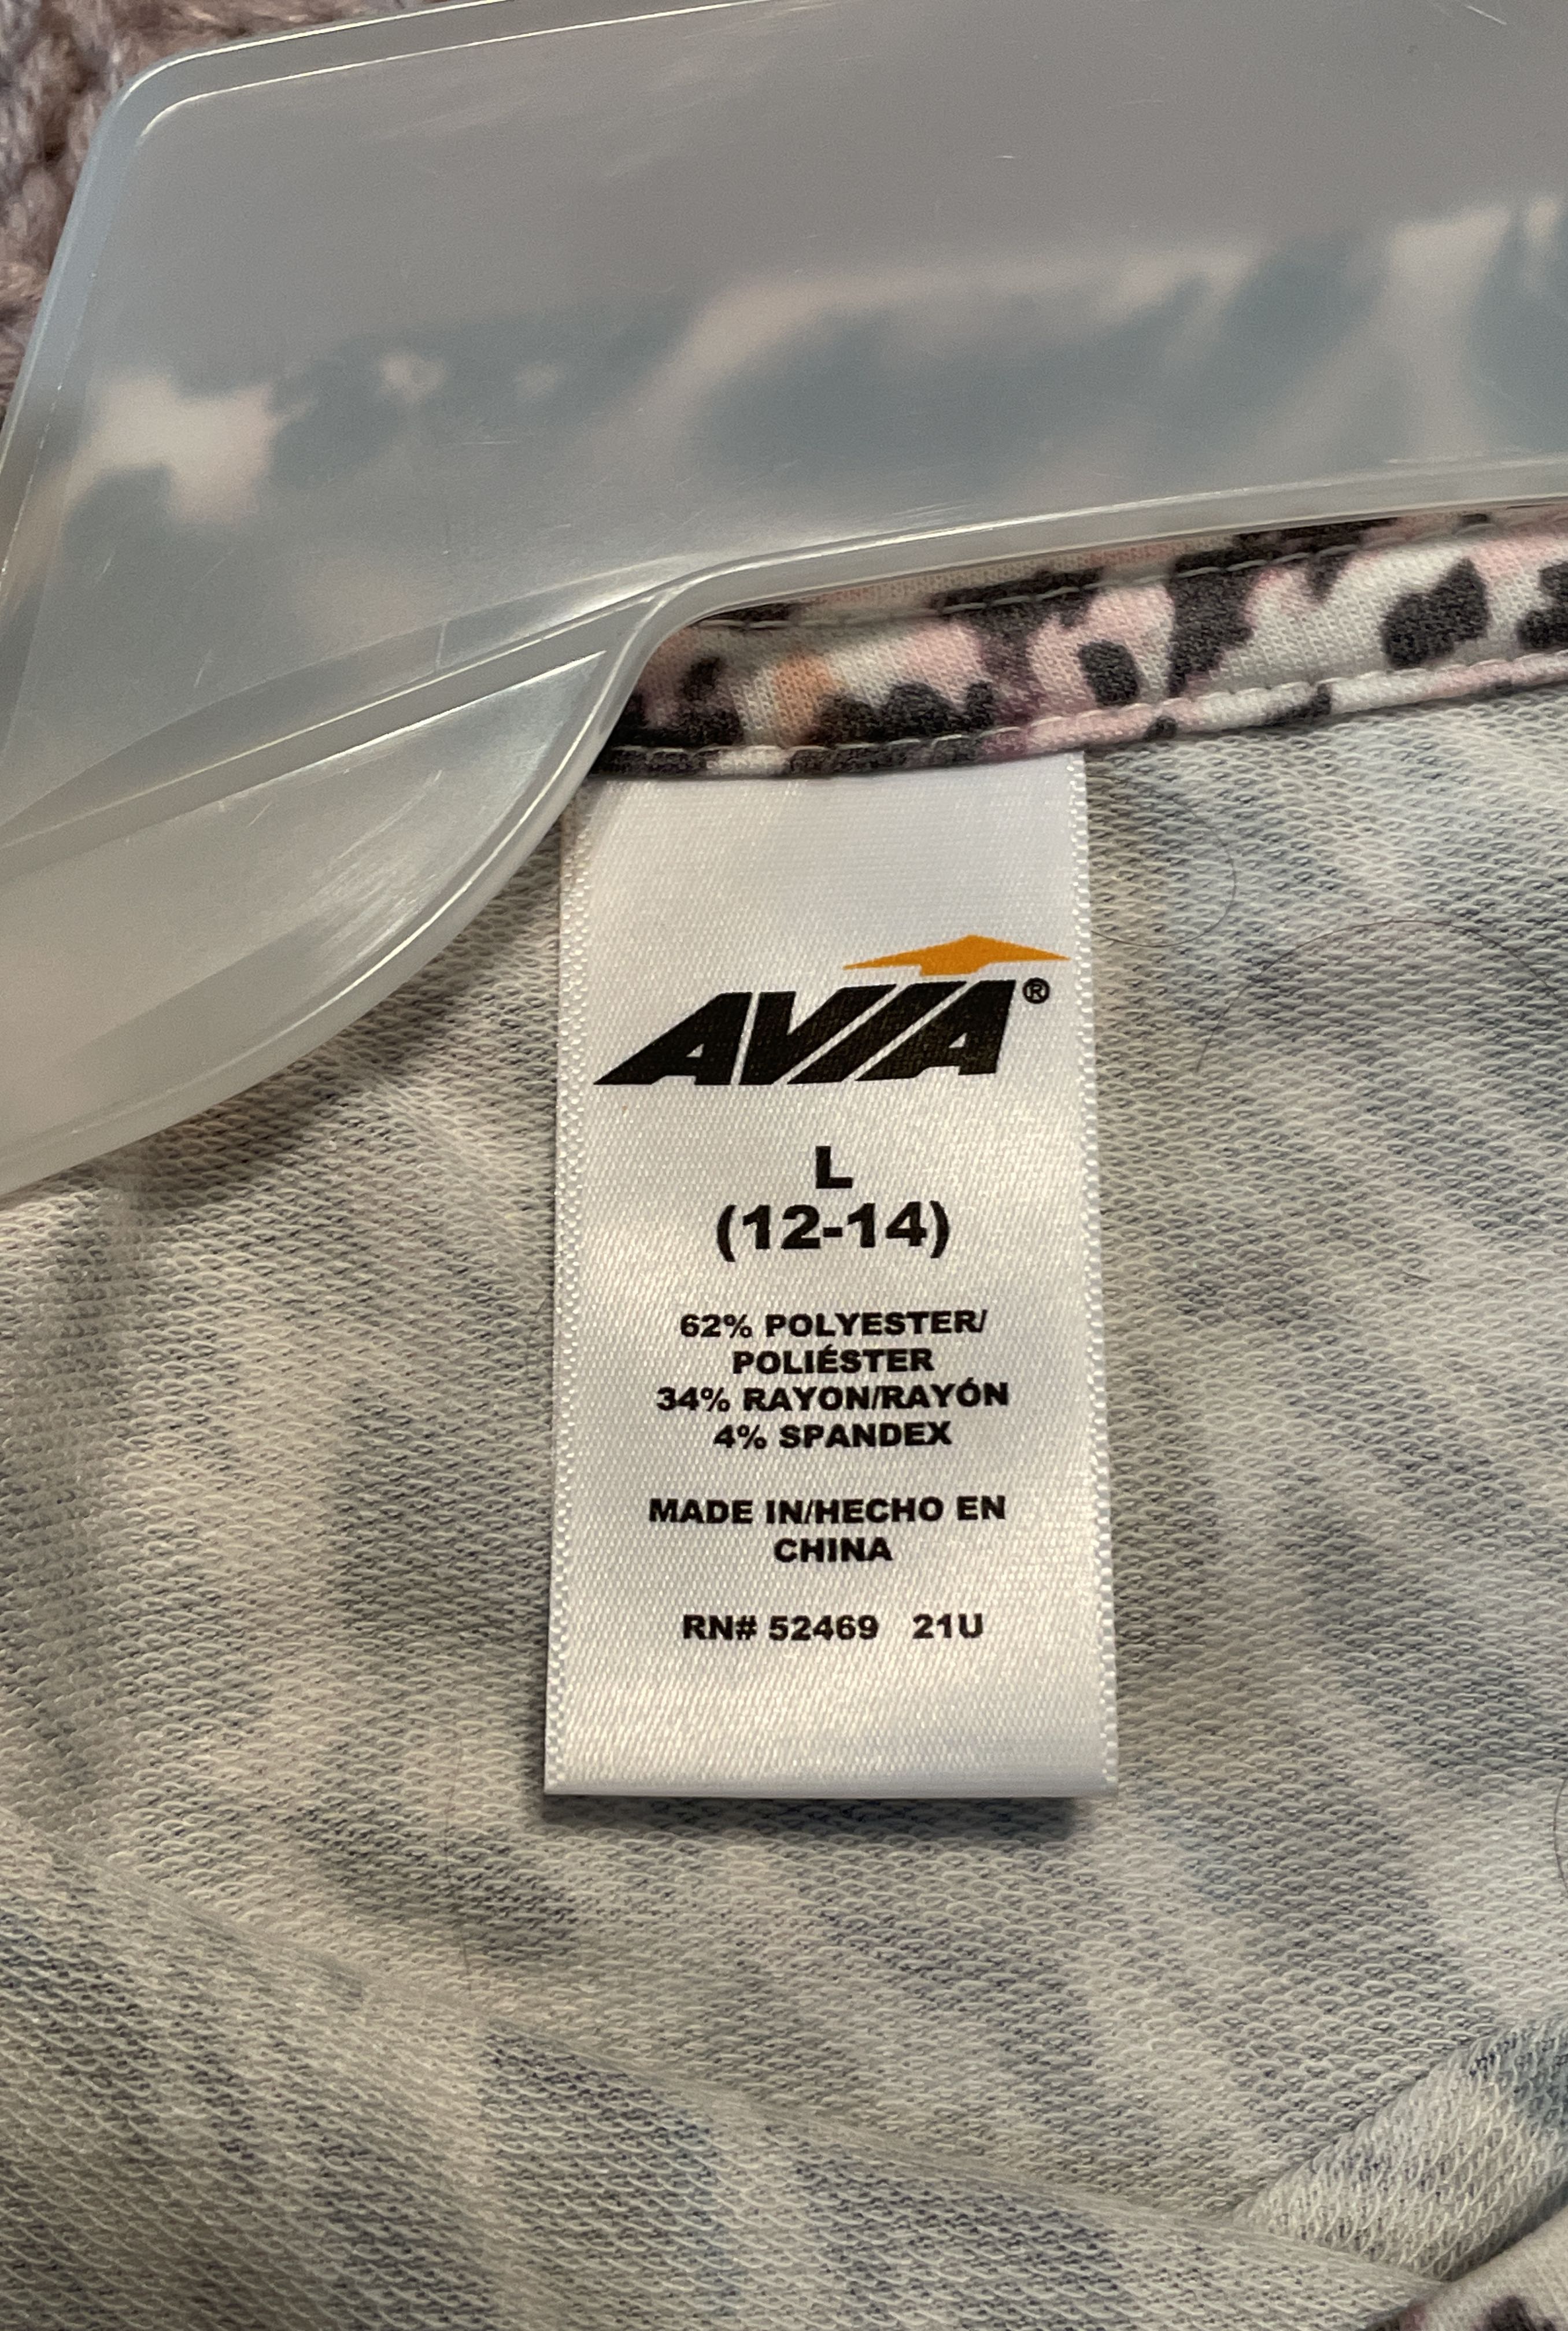 AVIA®
L
(12-14)
62% POLYESTER/
POLIÉSTER
34% RAYON/RAYÓN
4% SPANDEX
MADE IN/HECHO EN
CHINA
RN# 52469 21U